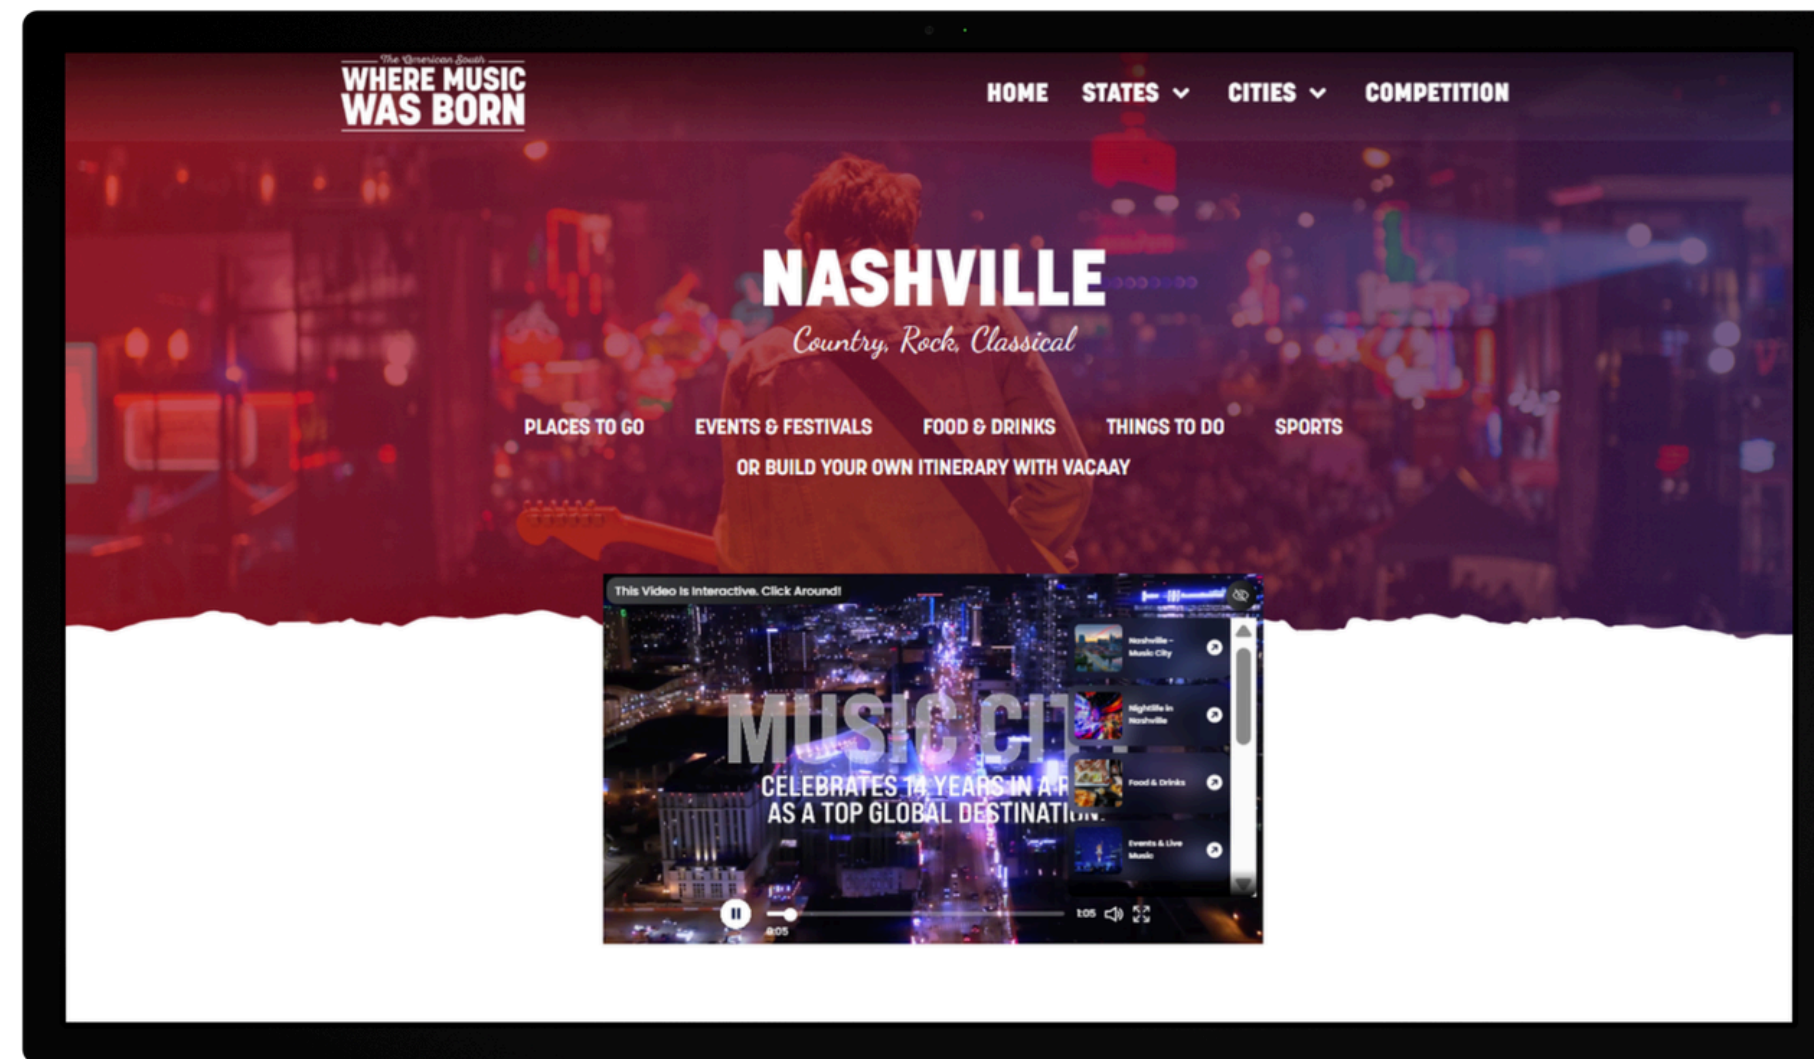 The American South
WHERE MUSIC
WAS BORN
HOME STATES CITIES COMPETITION
NASHVILLE
Country, Rock, Classical
PLACES TO GO EVENTS & FESTIVALS FOOD & DRINKS THINGS TO DO SPORTS
OR BUILD YOUR OWN ITINERARY WITH VACAAY
This Video Is Interactive. Click Around!
Nashville -
Music City
Nightlife in
Nashville
Food & Drinks
Events & Live
Music
MUSIC CIT
CELEBRATES 14 YEARS IN A R
AS A TOP GLOBAL DESTINATION.
0:05
1:05